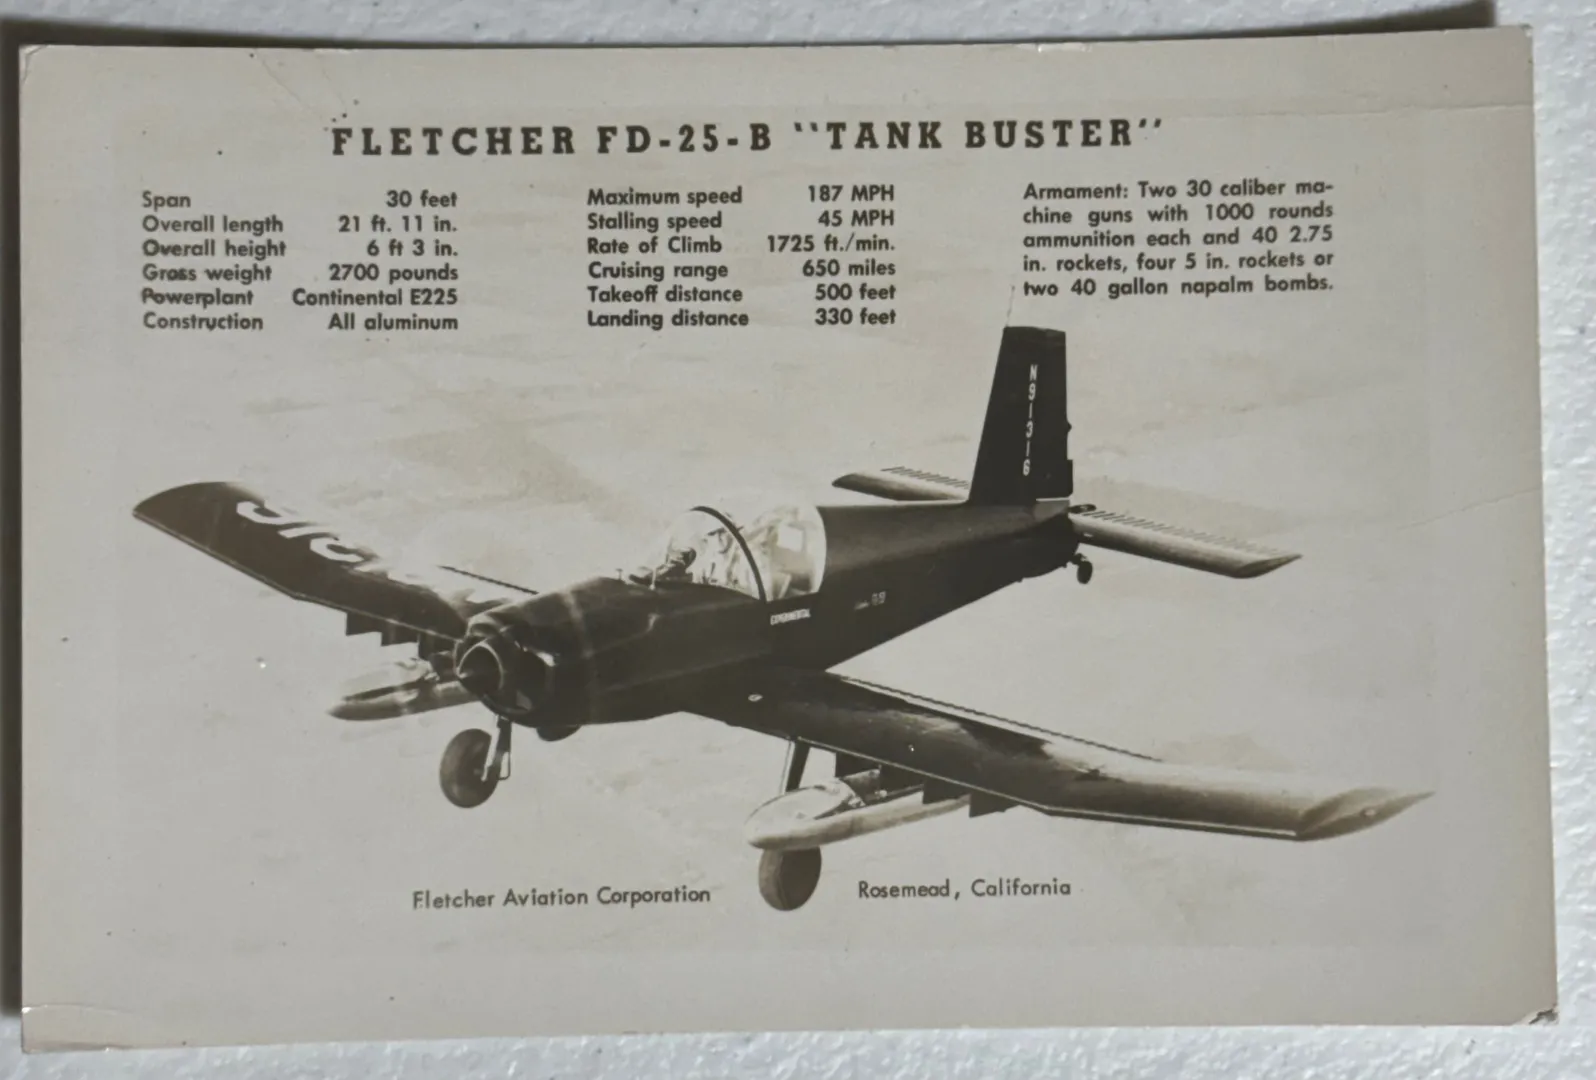 FLETCHER FD-25-B "TANK BUSTER"
Span 30 feet
Overall length 21 ft. 11 in.
Overall height 6 ft 3 in.
Gross weight 2700 pounds
Powerplant Continental E225
Construction All aluminum
Maximum speed 187 MPH
Stalling speed 45 MPH
Rate of Climb 1725 ft./min.
Cruising range 650 miles
Takeoff distance 500 feet
Landing distance 330 feet
Armament: Two 30 caliber ma-
chine guns with 1000 rounds
ammunition each and 40 2.75
in. rockets, four 5 in. rockets or
two 40 gallon napalm bombs.
N91316
EXPERIMENTAL
Fletcher Aviation Corporation
Rosemead, California